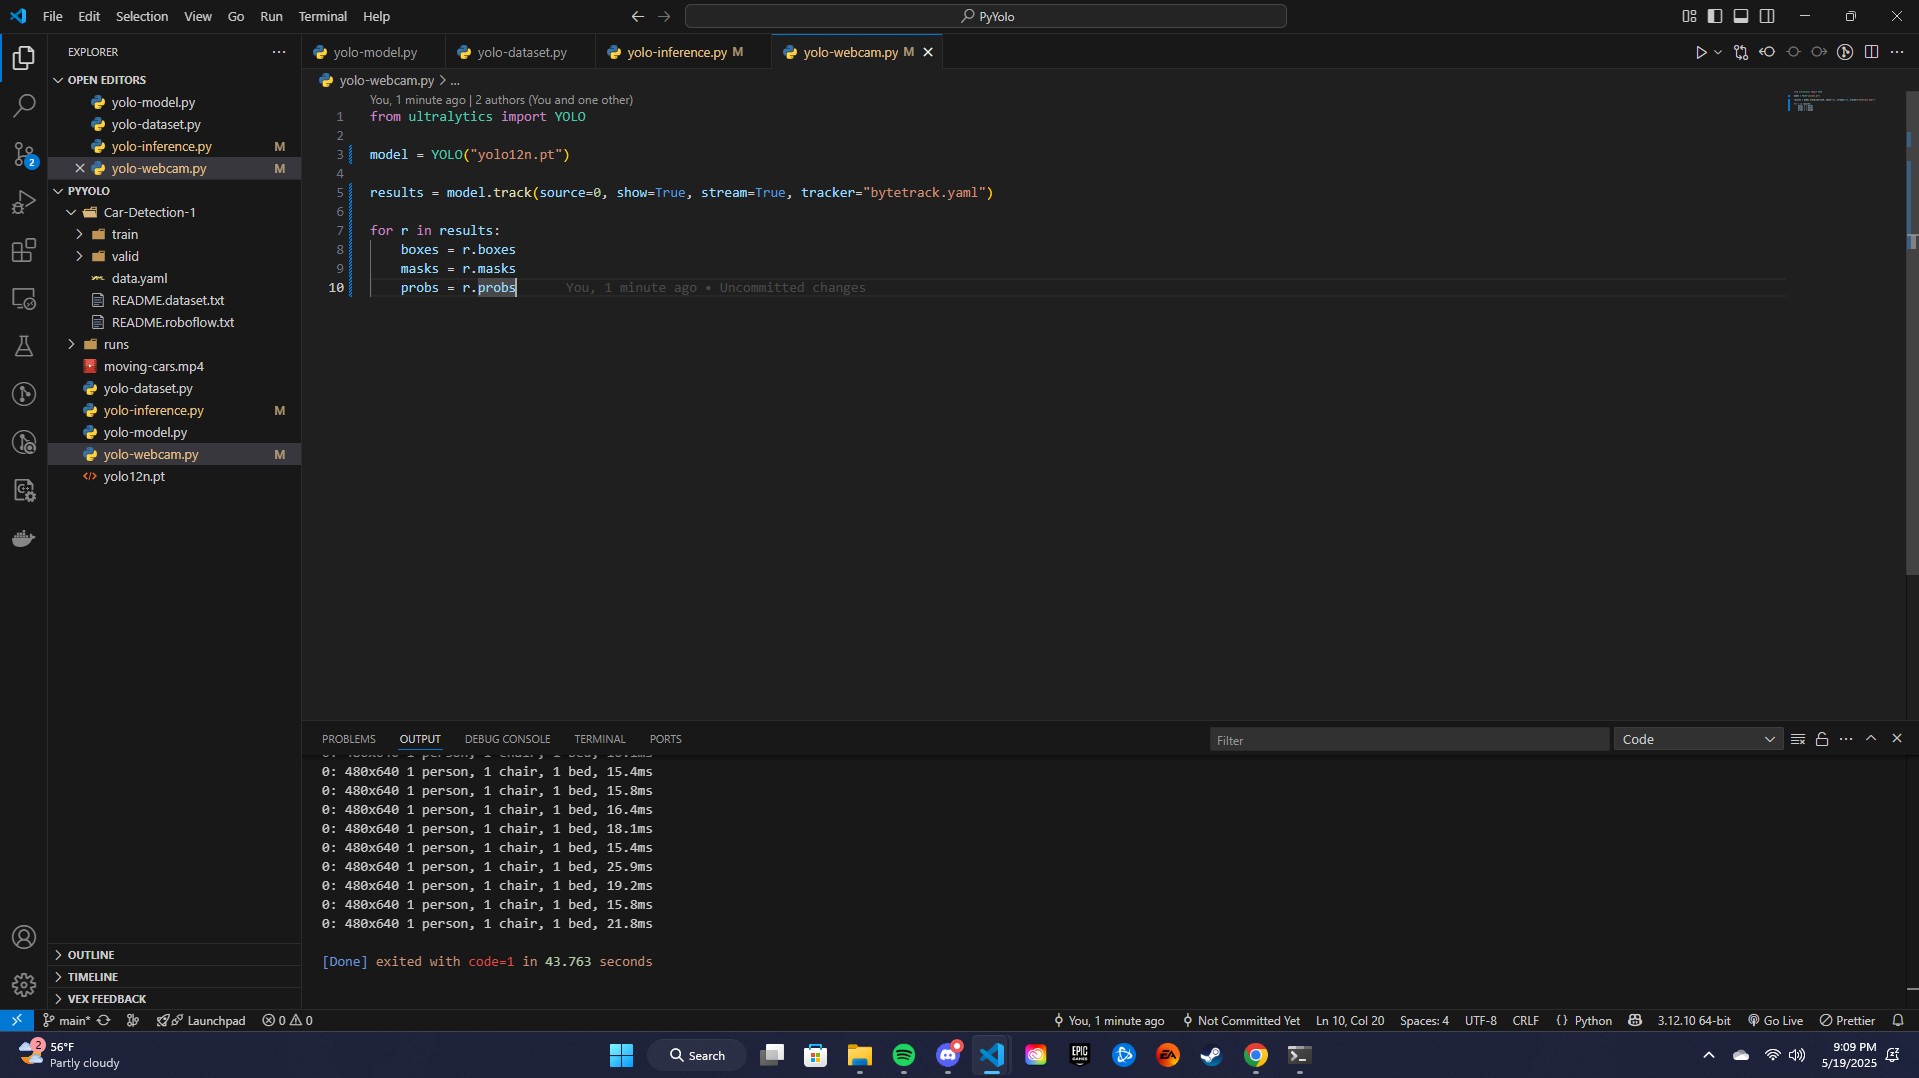 File Edit Selection View Go Run Terminal Help
PyYolo
EXPLORER
OPEN EDITORS
yolo-model.py
yolo-dataset.py
yolo-inference.py M
yolo-webcam.py M
PYYOLO
Car-Detection-1
train
valid
data.yaml
README.dataset.txt
README.roboflow.txt
runs
moving-cars.mp4
yolo-dataset.py
yolo-inference.py M
yolo-model.py
yolo-webcam.py M
yolo12n.pt
OUTLINE
TIMELINE
VEX FEEDBACK
2
yolo-model.py yolo-dataset.py yolo-inference.py M yolo-webcam.py M
yolo-webcam.py > ...
You, 1 minute ago | 2 authors (You and one other)
1 from ultralytics import YOLO
2
3 model = YOLO("yolo12n.pt")
4
5 results = model.track(source=0, show=True, stream=True, tracker="bytetrack.yaml")
6
7 for r in results:
8 boxes = r.boxes
9 masks = r.masks
10 probs = r.probs You, 1 minute ago • Uncommitted changes
PROBLEMS OUTPUT DEBUG CONSOLE TERMINAL PORTS
Filter
Code
0: 480x640 1 person, 1 chair, 1 bed, 15.4ms
0: 480x640 1 person, 1 chair, 1 bed, 15.8ms
0: 480x640 1 person, 1 chair, 1 bed, 16.4ms
0: 480x640 1 person, 1 chair, 1 bed, 18.1ms
0: 480x640 1 person, 1 chair, 1 bed, 15.4ms
0: 480x640 1 person, 1 chair, 1 bed, 25.9ms
0: 480x640 1 person, 1 chair, 1 bed, 19.2ms
0: 480x640 1 person, 1 chair, 1 bed, 15.8ms
0: 480x640 1 person, 1 chair, 1 bed, 21.8ms
[Done] exited with code=1 in 43.763 seconds
main* Launchpad 0 0 You, 1 minute ago Not Committed Yet Ln 10, Col 20 Spaces: 4 UTF-8 CRLF {} Python 3.12.10 64-bit Go Live Prettier
2
56°F
Partly cloudy
Search
EPIC GAMES
EA
9:09 PM
5/19/2025